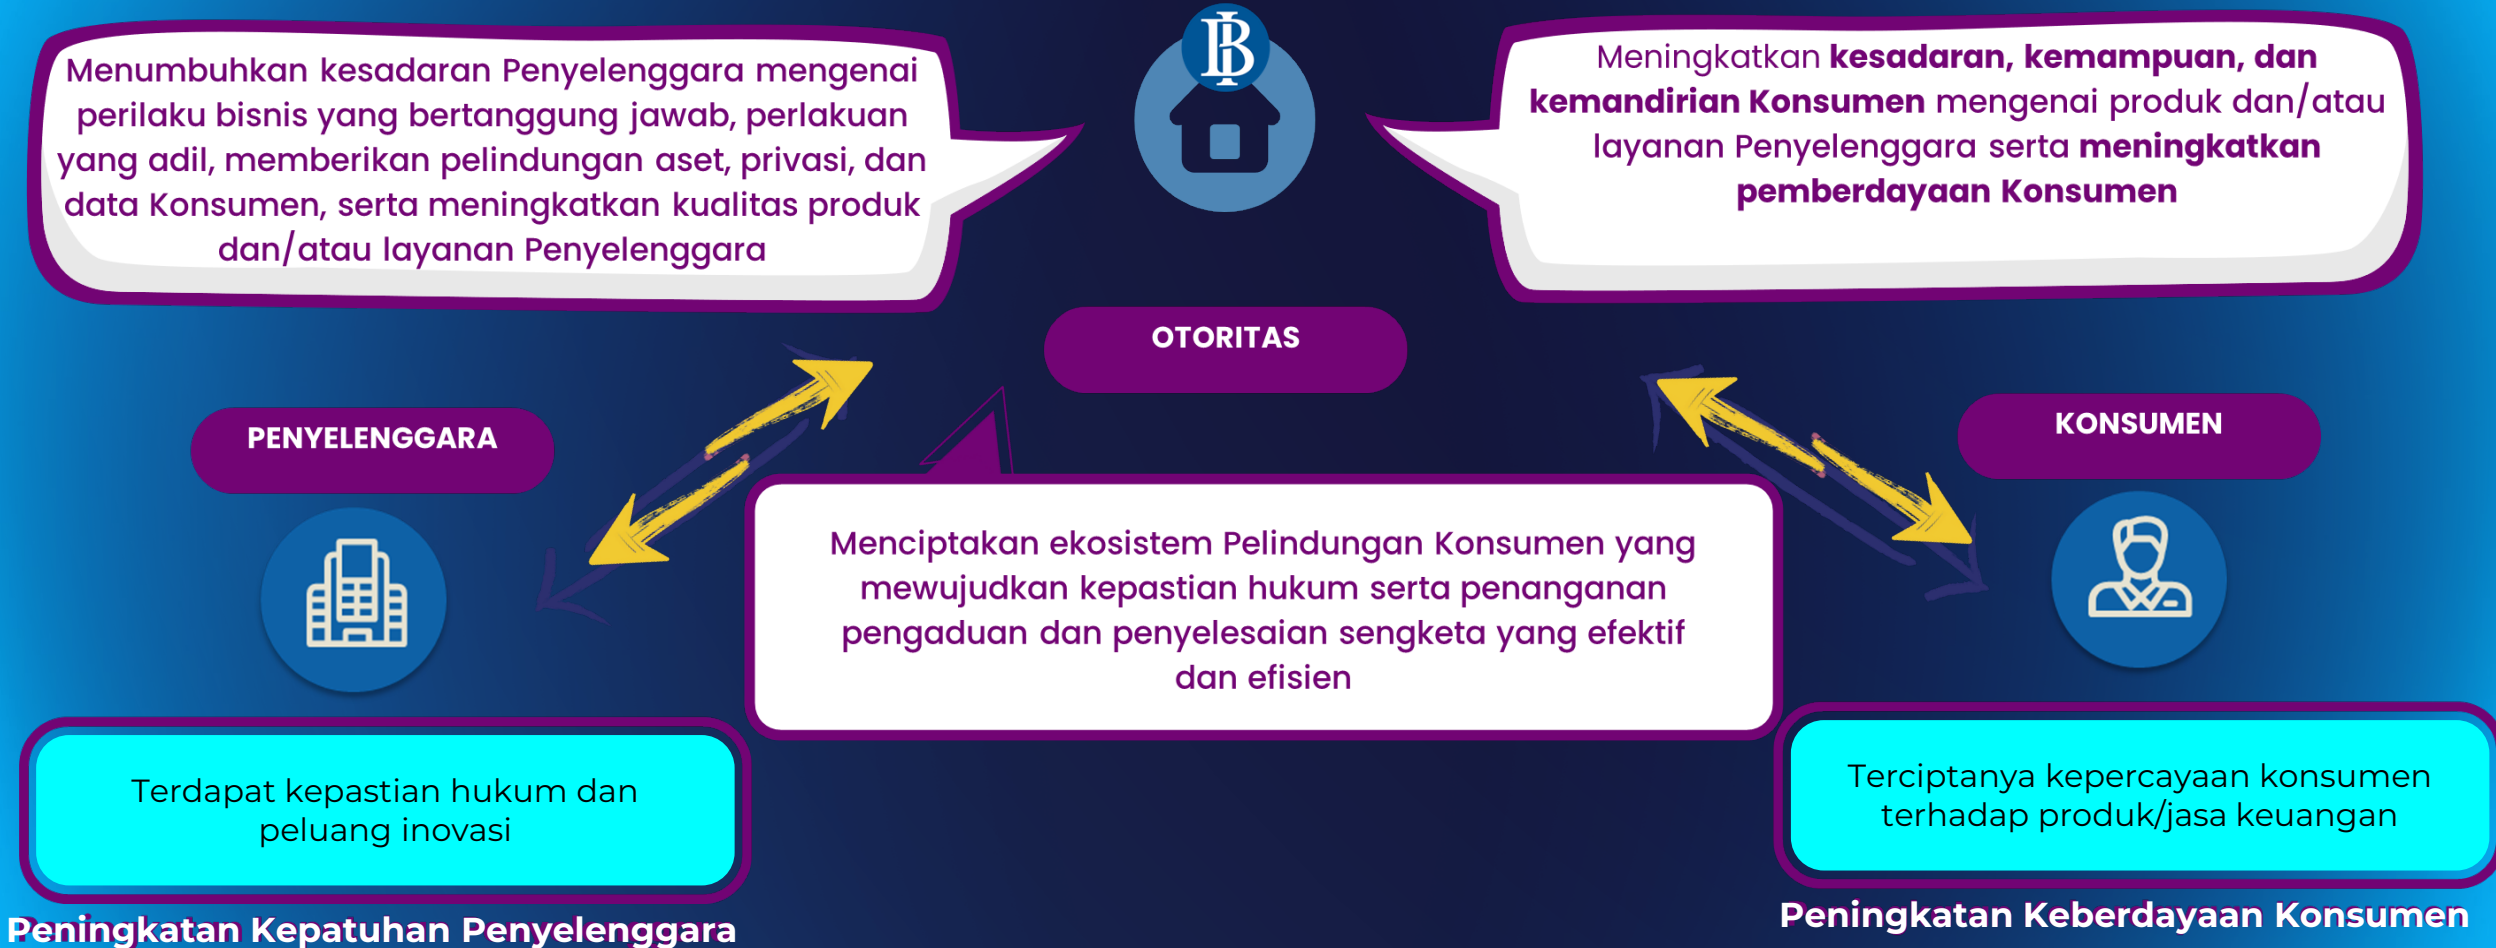 Menumbuhkan kesadaran Penyelenggara mengenai
perilaku bisnis yang bertanggung jawab, perlakuan
yang adil, memberikan pelindungan aset, privasi, dan
data Konsumen, serta meningkatkan kualitas produk
dan/atau layanan Penyelenggara
Meningkatkan kesadaran, kemampuan, dan
kemandirian Konsumen mengenai produk dan/atau
layanan Penyelenggara serta meningkatkan
pemberdayaan Konsumen
OTORITAS
PENYELENGGARA
KONSUMEN
Menciptakan ekosistem Pelindungan Konsumen yang
mewujudkan kepastian hukum serta penanganan
pengaduan dan penyelesaian sengketa yang efektif
dan efisien
Terdapat kepastian hukum dan
peluang inovasi
Peningkatan Kepatuhan Penyelenggara
Terciptanya kepercayaan konsumen
terhadap produk/jasa keuangan
Peningkatan Keberdayaan Konsumen